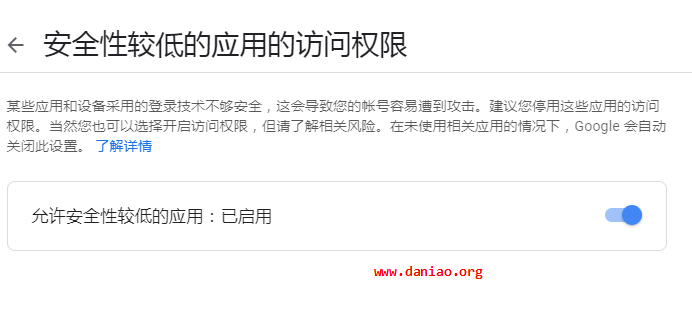 安全性较低的应用的访问权限
某些应用和设备采用的登录技术不够安全，这会导致您的帐号容易遭到攻击。建议您停用这些应用的访问
权限。当然您也可以选择开启访问权限，但请了解相关风险。在未使用相关应用的情况下，Google 会自动
关闭此设置。 了解详情
允许安全性较低的应用：已启用
www.daniao.org